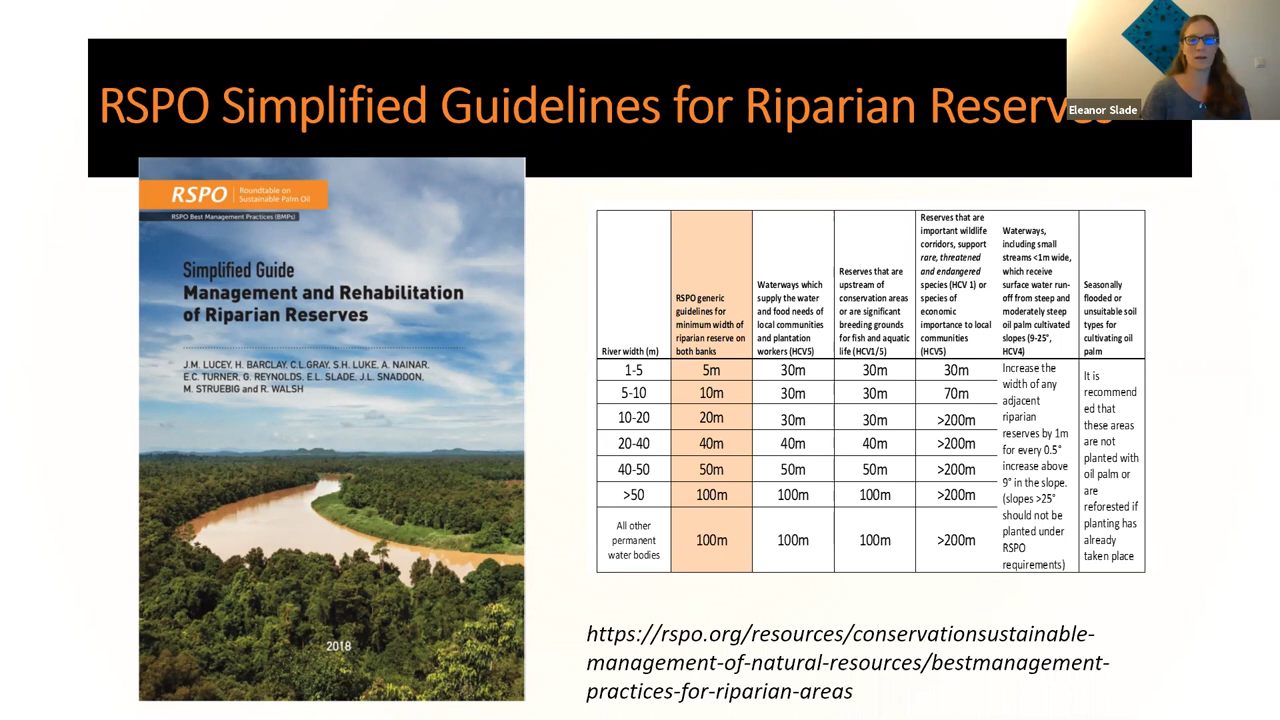 RSPO Simplified Guidelines for Riparian Reserves
Eleanor Slade
RSPO
Roundtable on
Sustainable Palm Oil
RSPO Best Management Practices (BMPs)
Simplified Guide
Management and Rehabilitation
of Riparian Reserves
J.M. LUCEY, H. BARCLAY, C.L.GRAY, S.H. LUKE, A. NAINAR,
E.C. TURNER, G. REYNOLDS, E.L. SLADE, J.L. SNADDON,
M. STRUEBIG and R. WALSH
2018
River width (m)
RSPO generic
guidelines for
minimum width of
riparian reserve on
both banks
Waterways which
supply the water
and food needs of
local communities
and plantation
workers (HCV5)
Reserves that are
upstream of
conservation areas
or are significant
breeding grounds
for fish and aquatic
life (HCV1/5)
Reserves that are
important wildlife
corridors, support
rare, threatened
and endangered
species (HCV 1) or
species of
economic
importance to local
communities
(HCV5)
Waterways,
including small
streams <1m wide,
which receive
surface water run-
off from steep and
moderately steep
oil palm cultivated
slopes (9-25°,
HCV4)
Seasonally
flooded or
unsuitable soil
types for
cultivating oil
palm
1-5 5m 30m 30m 30m
5-10 10m 30m 30m 70m
10-20 20m 30m 30m >200m
20-40 40m 40m 40m >200m
40-50 50m 50m 50m >200m
>50 100m 100m 100m >200m
All other
permanent
water bodies
100m 100m 100m >200m
Increase the
width of any
adjacent
riparian
reserves by 1m
for every 0.5°
increase above
9° in the slope.
(slopes >25°
should not be
planted under
RSPO
requirements)
It is
recommend
ed that
these areas
are not
planted with
oil palm or
are
reforested if
planting has
already
taken place
https://rspo.org/resources/conservationsustainable-
management-of-natural-resources/bestmanagement-
practices-for-riparian-areas